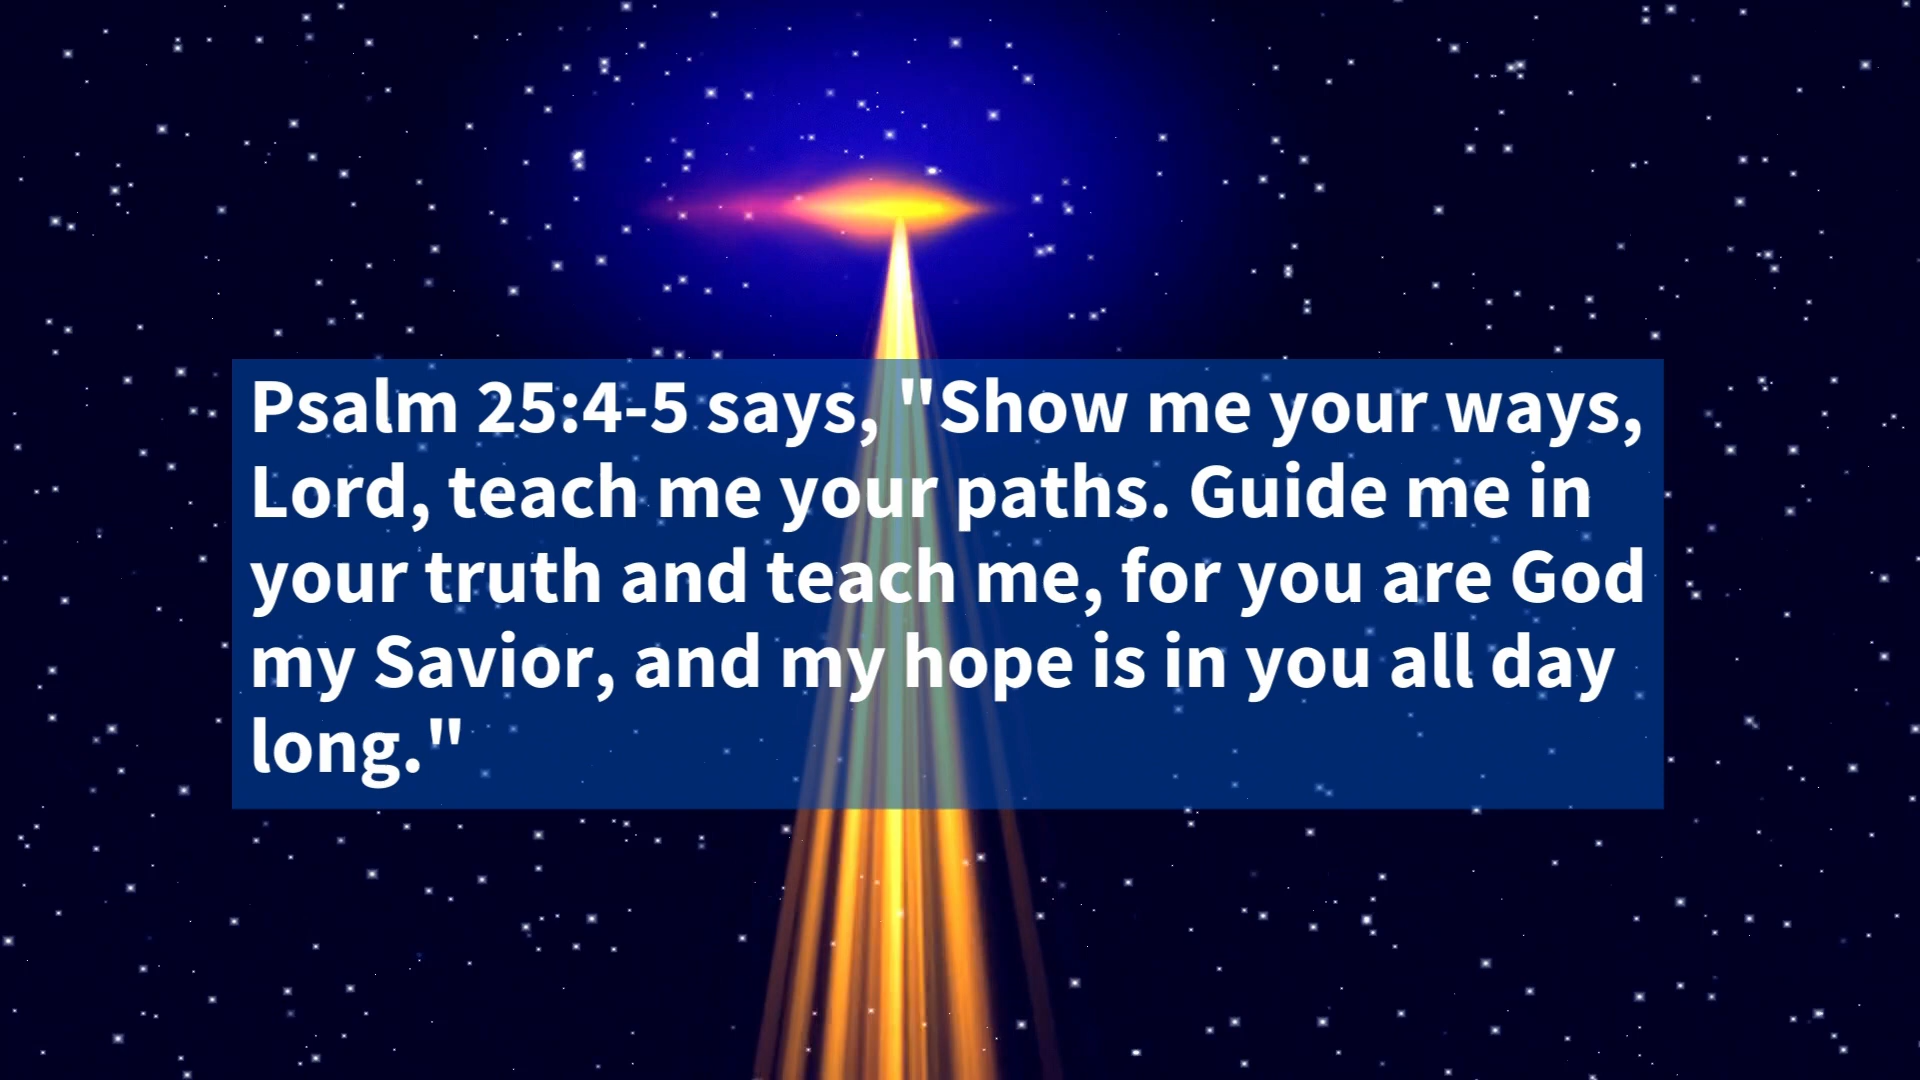 Psalm 25:4-5 says, "Show me your ways,
Lord, teach me your paths. Guide me in
your truth and teach me, for you are God
my Savior, and my hope is in you all day
long."